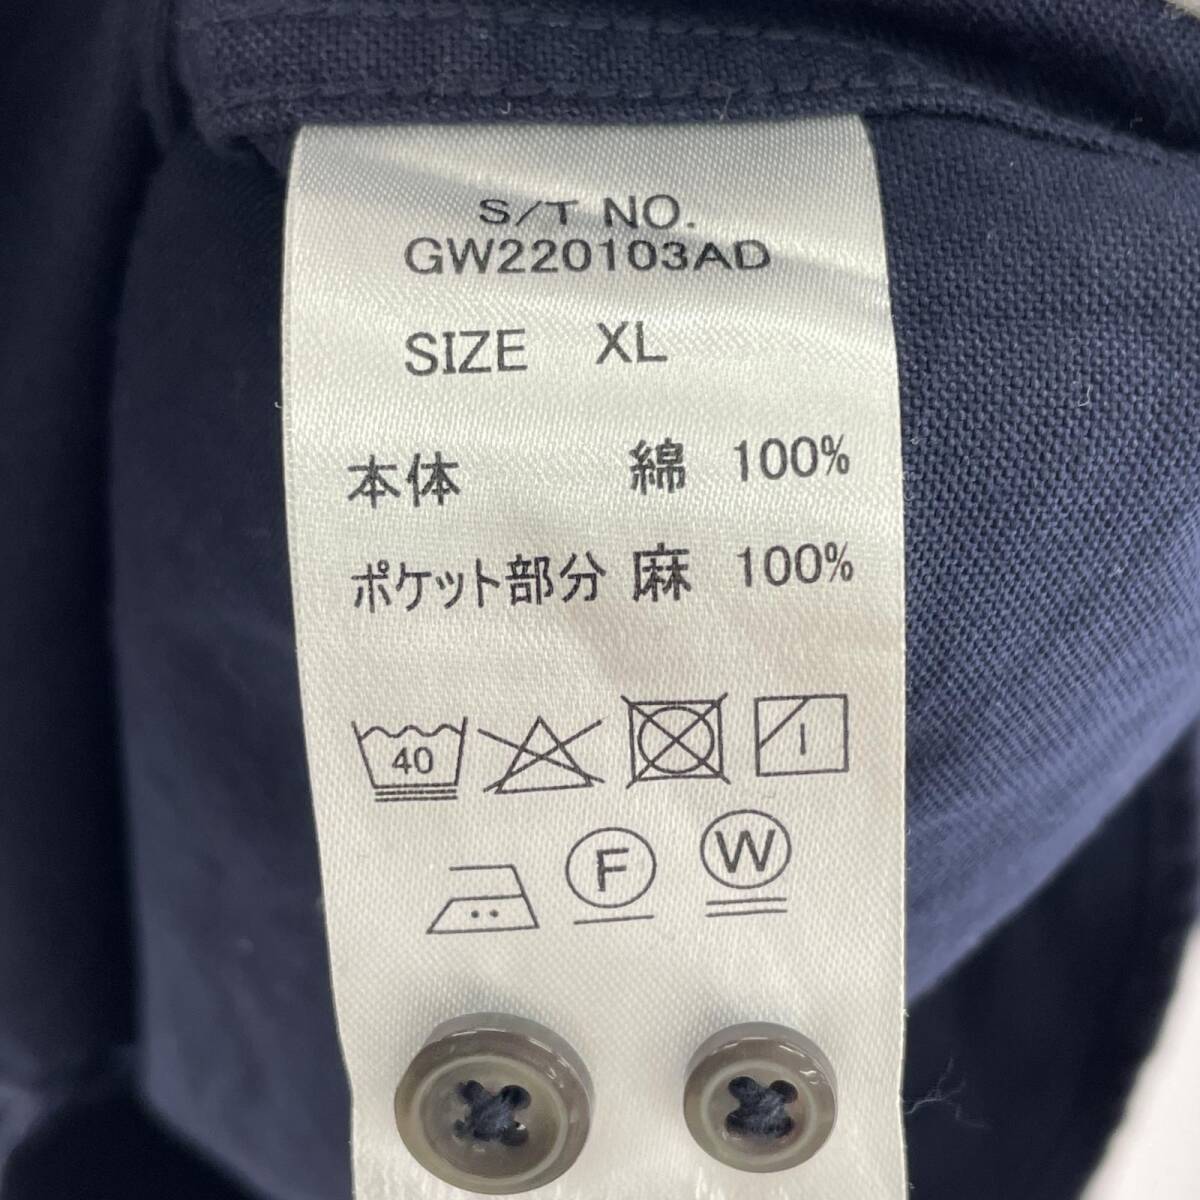 S/T NO.
GW220103AD
SIZE XL
本体 綿 100%
ポケット部分 麻 100%
40
F W